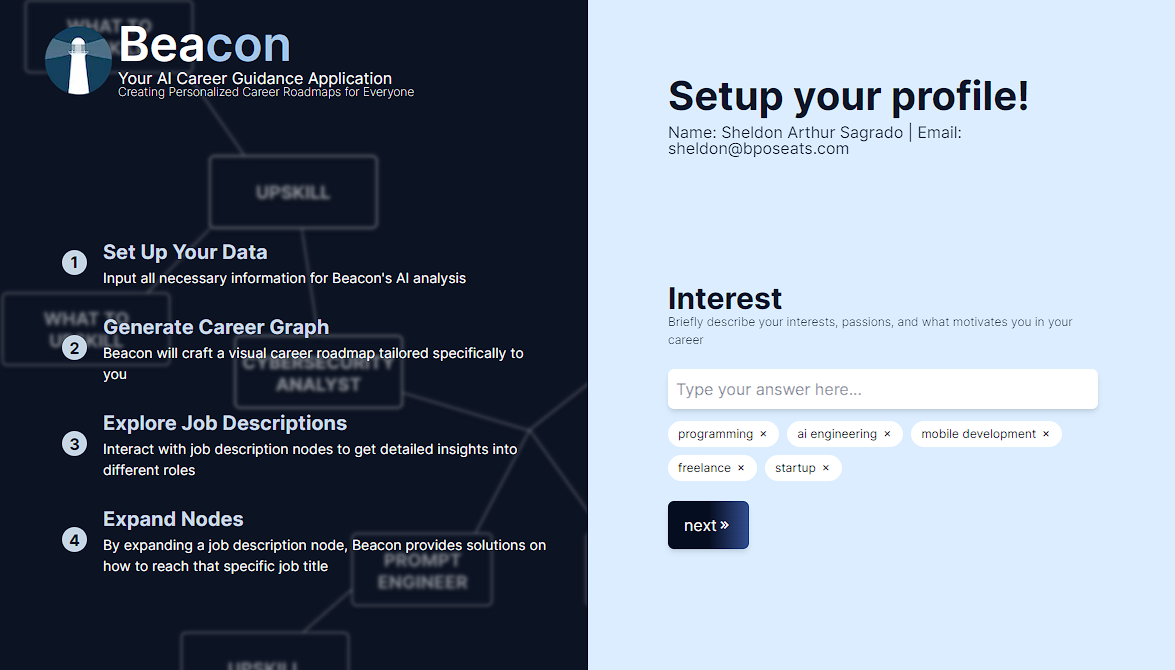 WHAT TO
Beacon
Your AI Career Guidance Application
Creating Personalized Career Roadmaps for Everyone
UPSKILL
Set Up Your Data
1
Input all necessary information for Beacon's AI analysis
WHAT TO
UPSKILL
Generate Career Graph
2
Beacon will craft a visual career roadmap tailored specifically to
you
CYBERSECURITY
ANALYST
Explore Job Descriptions
3
Interact with job description nodes to get detailed insights into
different roles
Expand Nodes
4
By expanding a job description node, Beacon provides solutions on
how to reach that specific job title
PROMPT
ENGINEER
UPSKILL
Setup your profile!
Name: Sheldon Arthur Sagrado | Email:
sheldon@bposeats.com
Interest
Briefly describe your interests, passions, and what motivates you in your
career
Type your answer here...
programming × ai engineering × mobile development ×
freelance × startup ×
next »